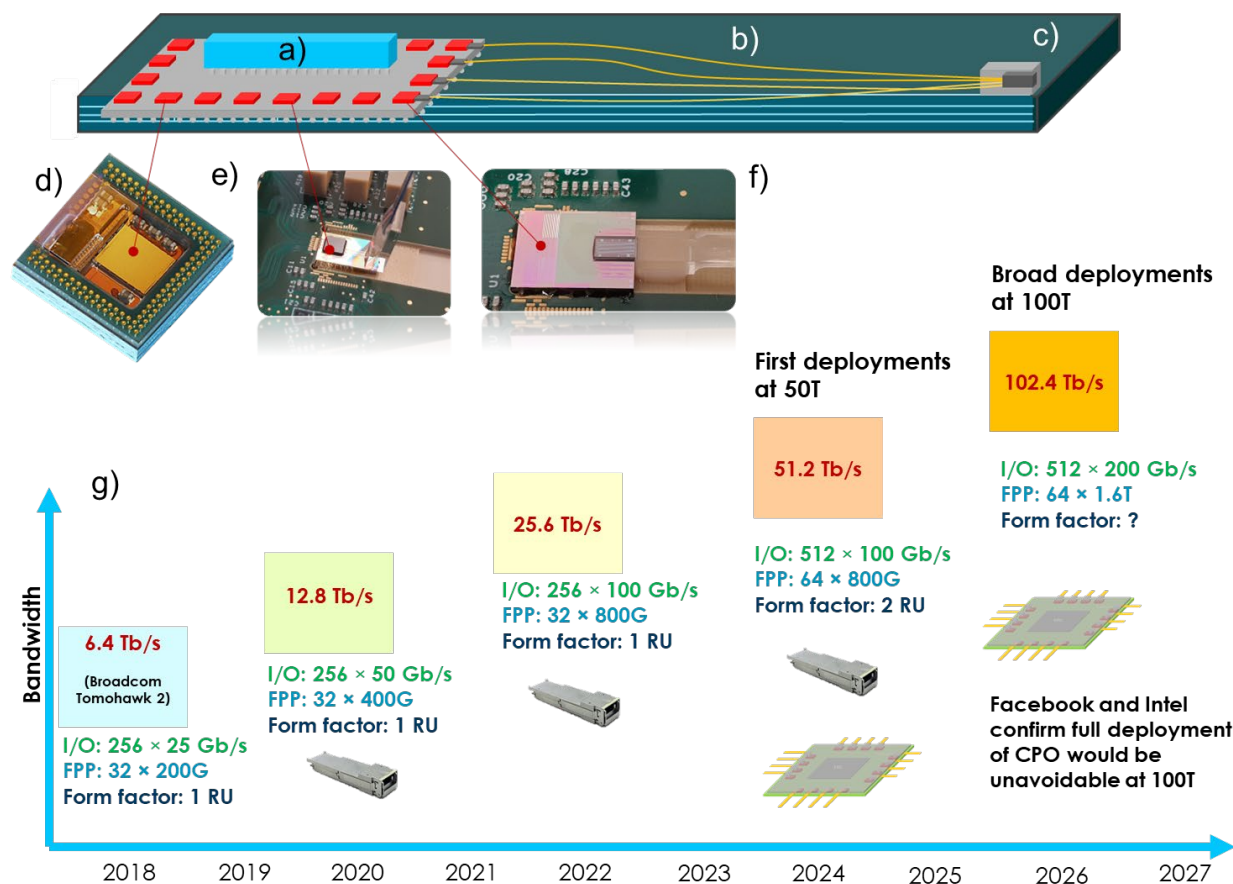 a)
b)
c)
d)
e)
f)
C20
C43
U1
C11
U1
Broad deployments
at 100T
102.4 Tb/s
I/O: 512 × 200 Gb/s
FPP: 64 × 1.6T
Form factor: ?
First deployments
at 50T
51.2 Tb/s
I/O: 512 × 100 Gb/s
FPP: 64 × 800G
Form factor: 2 RU
g)
25.6 Tb/s
I/O: 256 × 100 Gb/s
FPP: 32 × 800G
Form factor: 1 RU
12.8 Tb/s
I/O: 256 × 50 Gb/s
FPP: 32 × 400G
Form factor: 1 RU
6.4 Tb/s
(Broadcom
Tomohawk 2)
I/O: 256 × 25 Gb/s
FPP: 32 × 200G
Form factor: 1 RU
Facebook and Intel
confirm full deployment
of CPO would be
unavoidable at 100T
Bandwidth
2018 2019 2020 2021 2022 2023 2024 2025 2026 2027